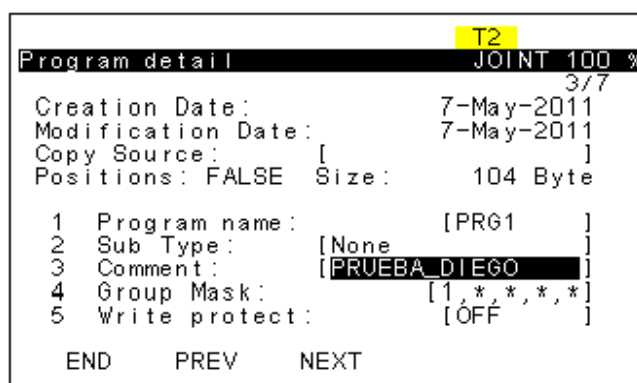 T2
Program detail JOINT 100 %
3/7
Creation Date: 7-May-2011
Modification Date: 7-May-2011
Copy Source: [ ]
Positions: FALSE Size: 104 Byte
1 Program name: [PRG1 ]
2 Sub Type: [None ]
3 Comment: [PRUEBA_DIEGO ]
4 Group Mask: [1,*,*,*,*]
5 Write protect: [OFF ]
END PREV NEXT